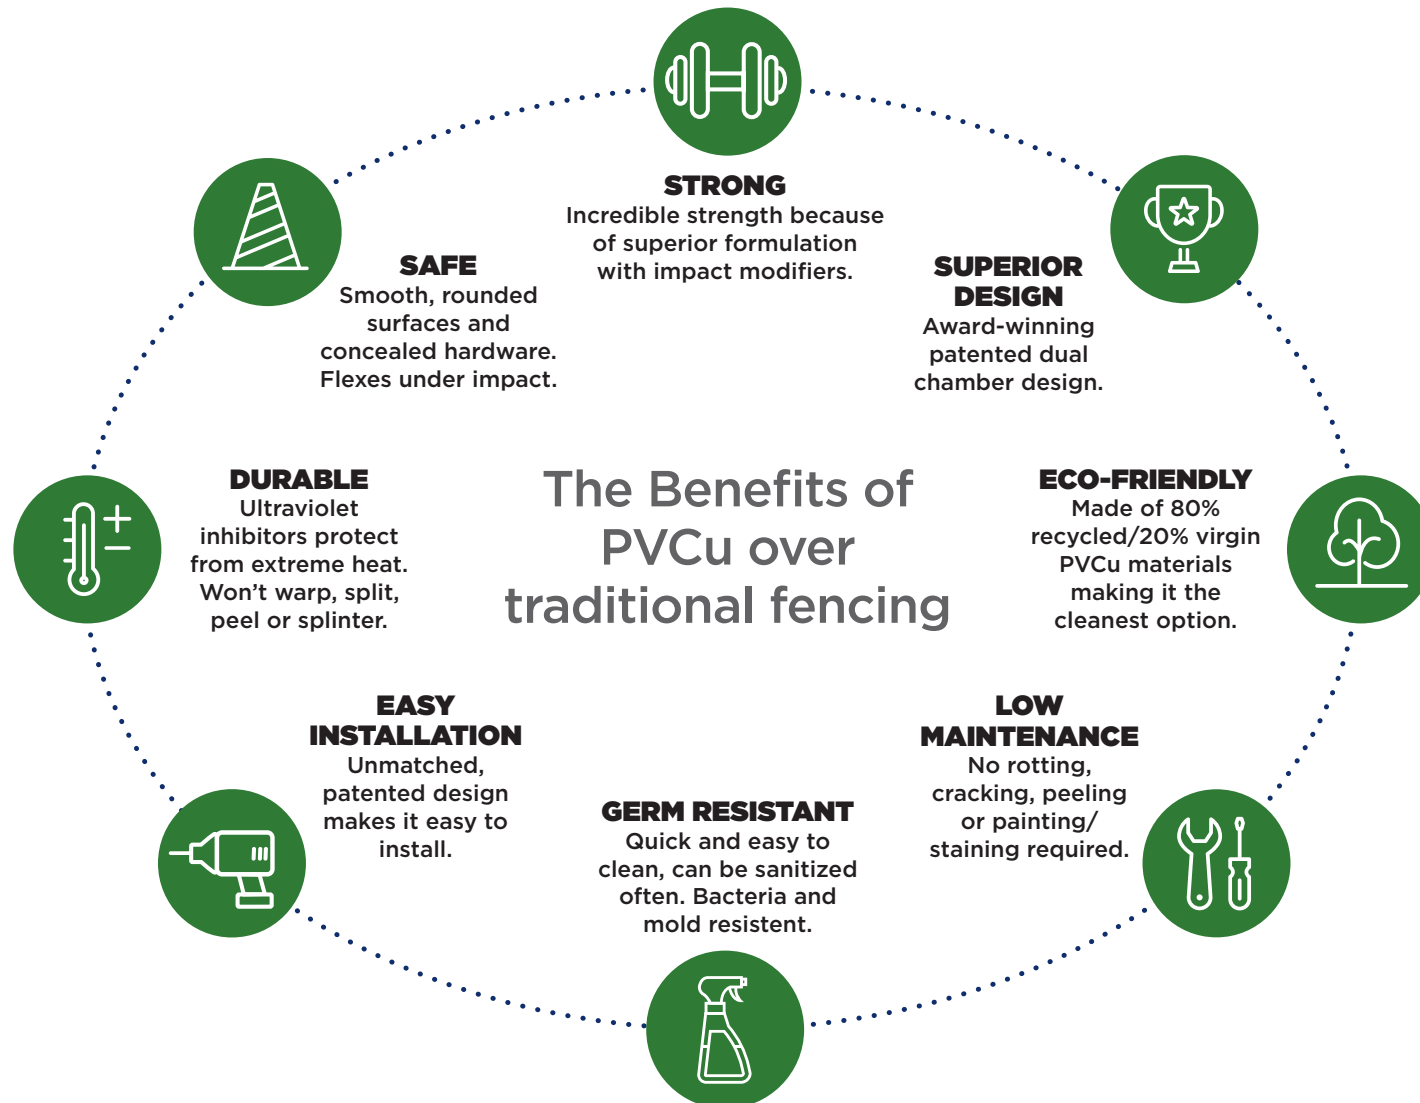 STRONG
Incredible strength because
of superior formulation
with impact modifiers.
SUPERIOR
DESIGN
Award-winning
patented dual
chamber design.
ECO-FRIENDLY
Made of 80%
recycled/20% virgin
PVCu materials
making it the
cleanest option.
LOW
MAINTENANCE
No rotting,
cracking, peeling
or painting/
staining required.
GERM RESISTANT
Quick and easy to
clean, can be sanitized
often. Bacteria and
mold resistent.
EASY
INSTALLATION
Unmatched,
patented design
makes it easy to
install.
DURABLE
Ultraviolet
inhibitors protect
from extreme heat.
Won’t warp, split,
peel or splinter.
SAFE
Smooth, rounded
surfaces and
concealed hardware.
Flexes under impact.
The Benefits of
PVCu over
traditional fencing